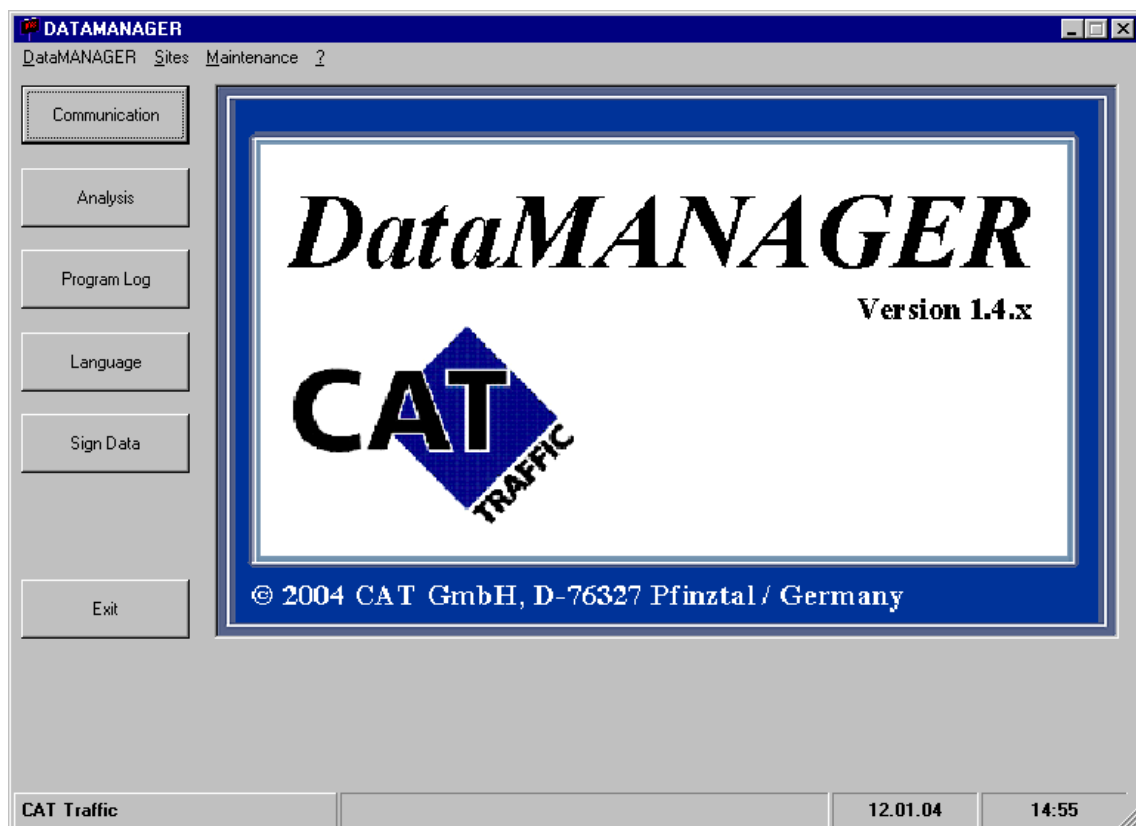 DATAMANAGER
DataMANAGER Sites Maintenance ?
Communication
Analysis
Program Log
Language
Sign Data
Exit
DataMANAGER
Version 1.4.x
CAT
TRAFFIC
© 2004 CAT GmbH, D-76327 Pfinztal / Germany
CAT Traffic 12.01.04 14:55